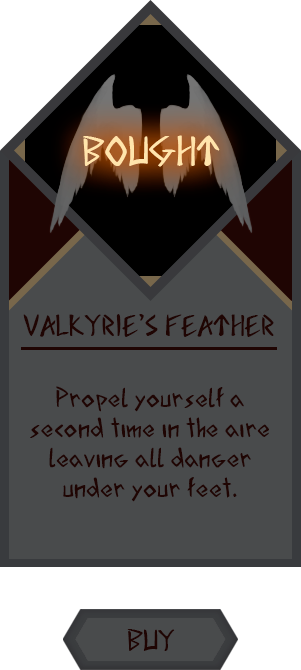 BOUGHT
VALKYRIE'S FEATHER
Propel yourself a
second time in the aire
leaving all danger
under your feet.
BUY